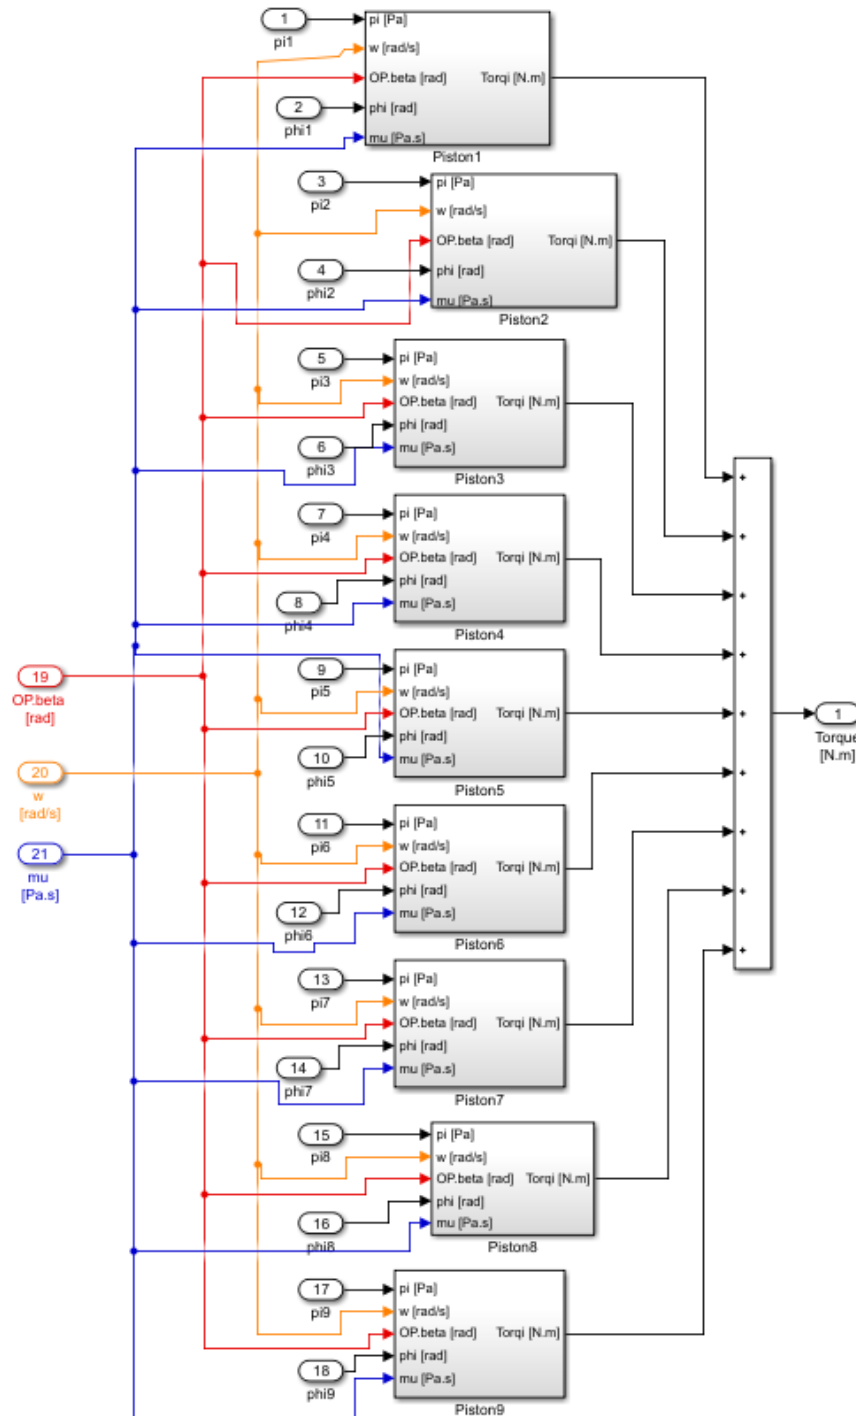 1
pi1
2
phi1
pi [Pa]
w [rad/s]
OP.beta [rad]
phi [rad]
mu [Pa.s]
Torqi [N.m]
Piston1
3
pi2
4
phi2
pi [Pa]
w [rad/s]
OP.beta [rad]
phi [rad]
mu [Pa.s]
Torqi [N.m]
Piston2
5
pi3
6
phi3
pi [Pa]
w [rad/s]
OP.beta [rad]
phi [rad]
mu [Pa.s]
Torqi [N.m]
Piston3
7
pi4
8
phi4
pi [Pa]
w [rad/s]
OP.beta [rad]
phi [rad]
mu [Pa.s]
Torqi [N.m]
Piston4
19
OP.beta
[rad]
20
w
[rad/s]
21
mu
[Pa.s]
9
pi5
10
phi5
pi [Pa]
w [rad/s]
OP.beta [rad]
phi [rad]
mu [Pa.s]
Torqi [N.m]
Piston5
11
pi6
12
phi6
pi [Pa]
w [rad/s]
OP.beta [rad]
phi [rad]
mu [Pa.s]
Torqi [N.m]
Piston6
13
pi7
14
phi7
pi [Pa]
w [rad/s]
OP.beta [rad]
phi [rad]
mu [Pa.s]
Torqi [N.m]
Piston7
15
pi8
16
phi8
pi [Pa]
w [rad/s]
OP.beta [rad]
phi [rad]
mu [Pa.s]
Torqi [N.m]
Piston8
17
pi9
18
phi9
pi [Pa]
w [rad/s]
OP.beta [rad]
phi [rad]
mu [Pa.s]
Torqi [N.m]
Piston9
+
+
+
+
+
+
+
+
+
1
Torque
[N.m]